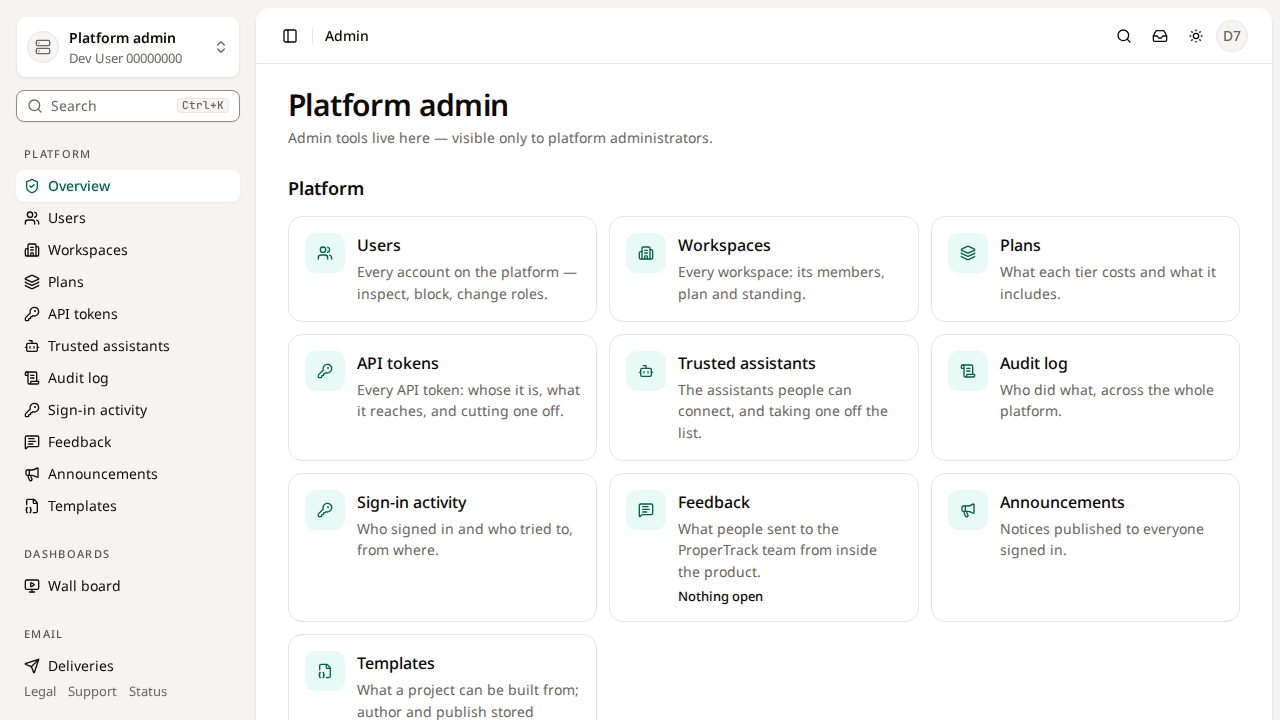 Platform admin
Dev User 00000000
Search
Ctrl+K
PLATFORM
Overview
Users
Workspaces
Plans
API tokens
Trusted assistants
Audit log
Sign-in activity
Feedback
Announcements
Templates
DASHBOARDS
Wall board
EMAIL
Deliveries
Legal Support Status
Admin
D7
Platform admin
Admin tools live here — visible only to platform administrators.
Platform
Users
Every account on the platform —
inspect, block, change roles.
Workspaces
Every workspace: its members,
plan and standing.
Plans
What each tier costs and what it
includes.
API tokens
Every API token: whose it is, what
it reaches, and cutting one off.
Trusted assistants
The assistants people can
connect, and taking one off the
list.
Audit log
Who did what, across the whole
platform.
Sign-in activity
Who signed in and who tried to,
from where.
Feedback
What people sent to the
ProperTrack team from inside
the product.
Nothing open
Announcements
Notices published to everyone
signed in.
Templates
What a project can be built from;
author and publish stored